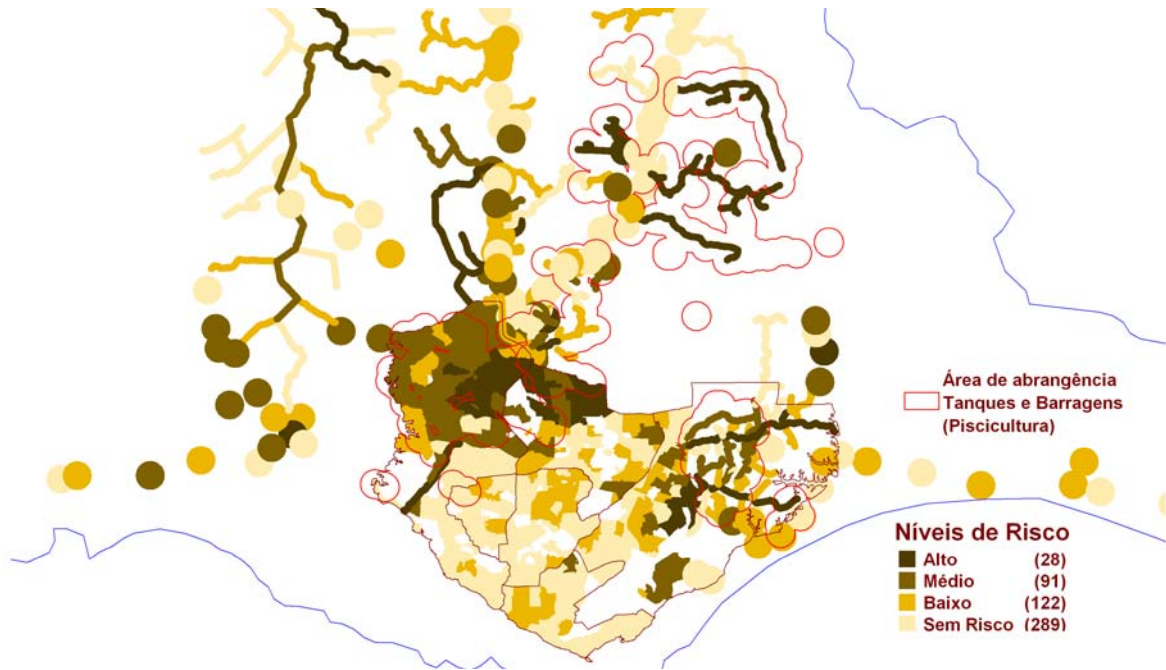 Área de abrangência
Tanques e Barragens
(Piscicultura)
Níveis de Risco
Alto (28)
Médio (91)
Baixo (122)
Sem Risco (289)